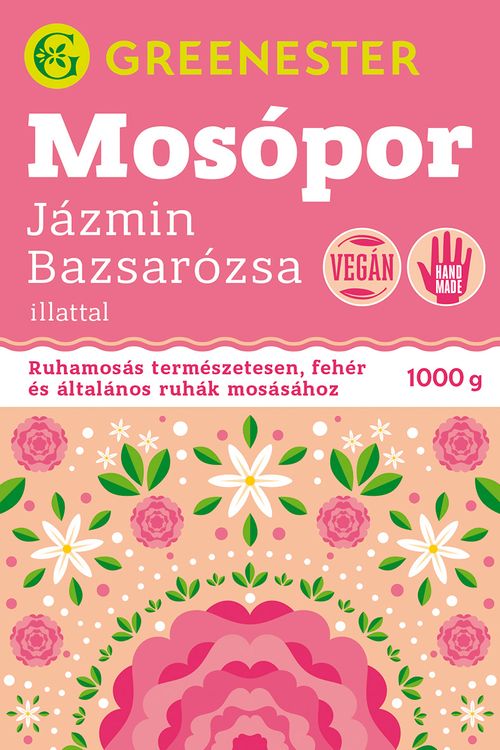 G GREENESTER
Mosópor
Jázmin
Bazsarózsa
illattal
VEGÁN
HAND
MADE
Ruhamosás természetesen, fehér
és általános ruhák mosásához
1000 g